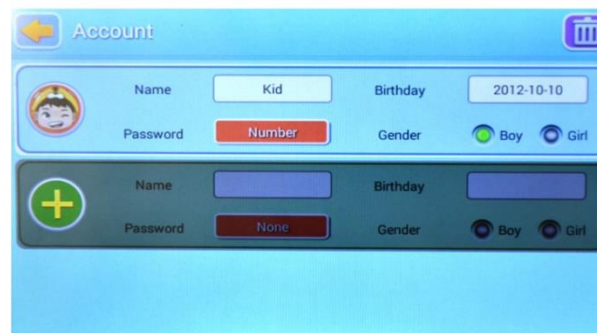 Account
Name Kid Birthday 2012-10-10
Password Number Gender Boy Girl
Name Birthday
Password None Gender Boy Girl